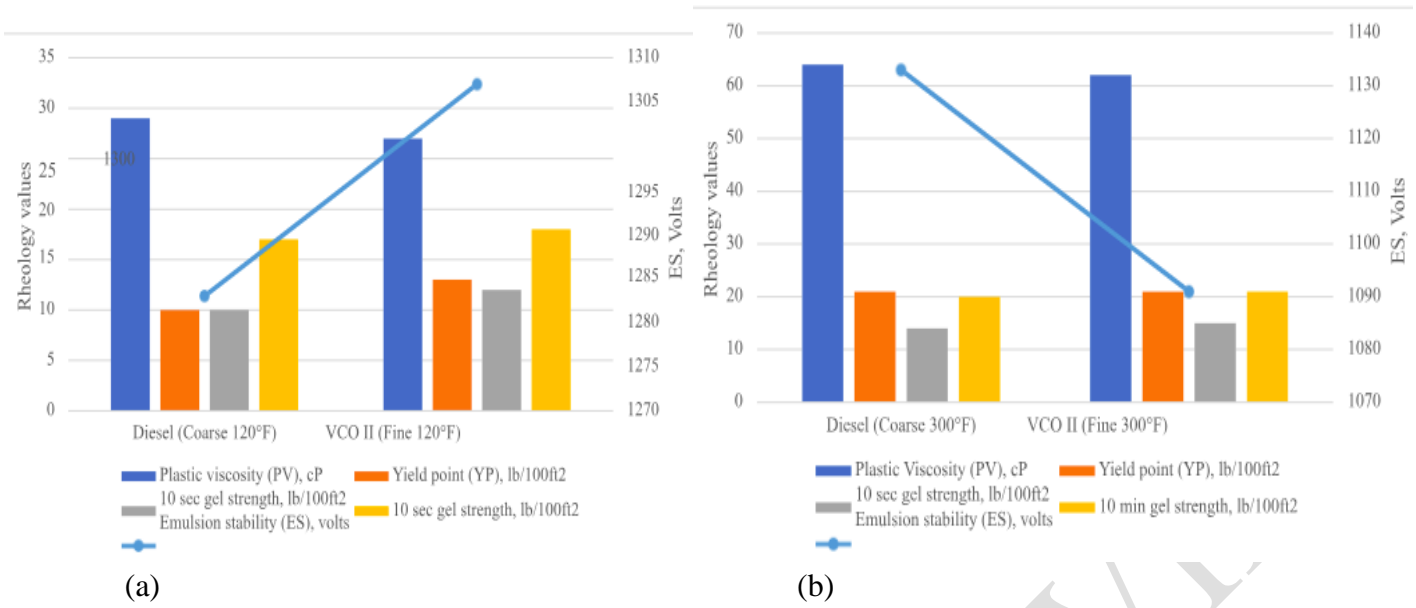 35
30
25
20
15
10
5
0
Rheology values
1300
1310
1305
1295
1290
1285
1280
1275
1270
ES, Volts
Diesel (Coarse 120°F)
VCO II (Fine 120°F)
Plastic viscosity (PV), cP
Yield point (YP), lb/100ft2
10 sec gel strength, lb/100ft2
Emulsion stability (ES), volts
10 sec gel strength, lb/100ft2
(a)
70
60
50
40
30
20
10
0
Rheology values
1140
1130
1120
1110
1100
1090
1080
1070
ES, Volts
Diesel (Coarse 300°F)
VCO II (Fine 300°F)
Plastic Viscosity (PV), cP
Yield point (YP), lb/100ft2
10 sec gel strength, lb/100ft2
Emulsion stability (ES), volts
10 min gel strength, lb/100ft2
(b)